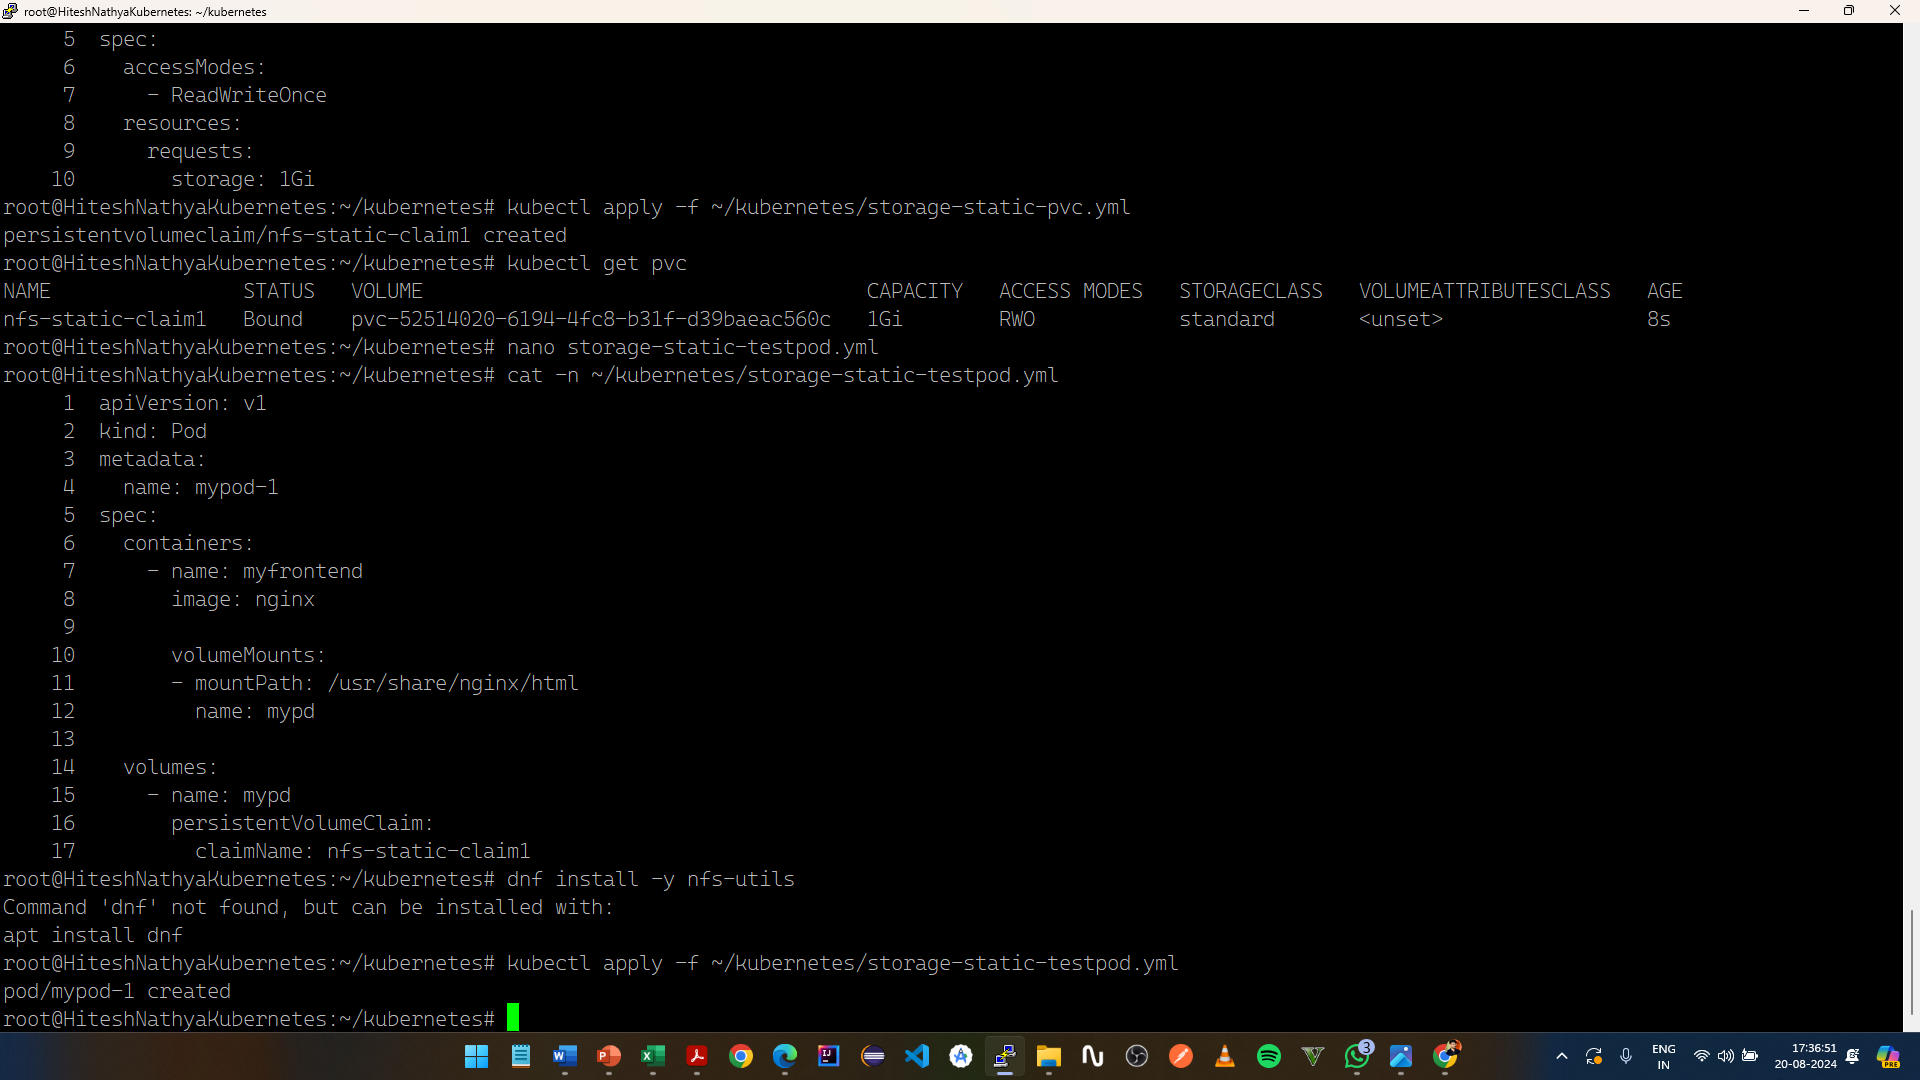 root@HiteshNathyaKubernetes: ~/kubernetes
     5  spec:
     6    accessModes:
     7      - ReadWriteOnce
     8    resources:
     9      requests:
    10        storage: 1Gi
root@HiteshNathyaKubernetes:~/kubernetes# kubectl apply -f ~/kubernetes/storage-static-pvc.yml
persistentvolumeclaim/nfs-static-claim1 created
root@HiteshNathyaKubernetes:~/kubernetes# kubectl get pvc
NAME                STATUS   VOLUME                                     CAPACITY   ACCESS MODES   STORAGECLASS   VOLUMEATTRIBUTESCLASS   AGE
nfs-static-claim1   Bound    pvc-52514020-6194-4fc8-b31f-d39baeac560c   1Gi        RWO            standard       <unset>                 8s
root@HiteshNathyaKubernetes:~/kubernetes# nano storage-static-testpod.yml
root@HiteshNathyaKubernetes:~/kubernetes# cat -n ~/kubernetes/storage-static-testpod.yml
     1  apiVersion: v1
     2  kind: Pod
     3  metadata:
     4    name: mypod-1
     5  spec:
     6    containers:
     7      - name: myfrontend
     8        image: nginx
     9
    10        volumeMounts:
    11        - mountPath: /usr/share/nginx/html
    12          name: mypd
    13
    14    volumes:
    15      - name: mypd
    16        persistentVolumeClaim:
    17          claimName: nfs-static-claim1
root@HiteshNathyaKubernetes:~/kubernetes# dnf install -y nfs-utils
Command 'dnf' not found, but can be installed with:
apt install dnf
root@HiteshNathyaKubernetes:~/kubernetes# kubectl apply -f ~/kubernetes/storage-static-testpod.yml
pod/mypod-1 created
root@HiteshNathyaKubernetes:~/kubernetes#
3
ENG
IN
17:36:51
20-08-2024
PRE